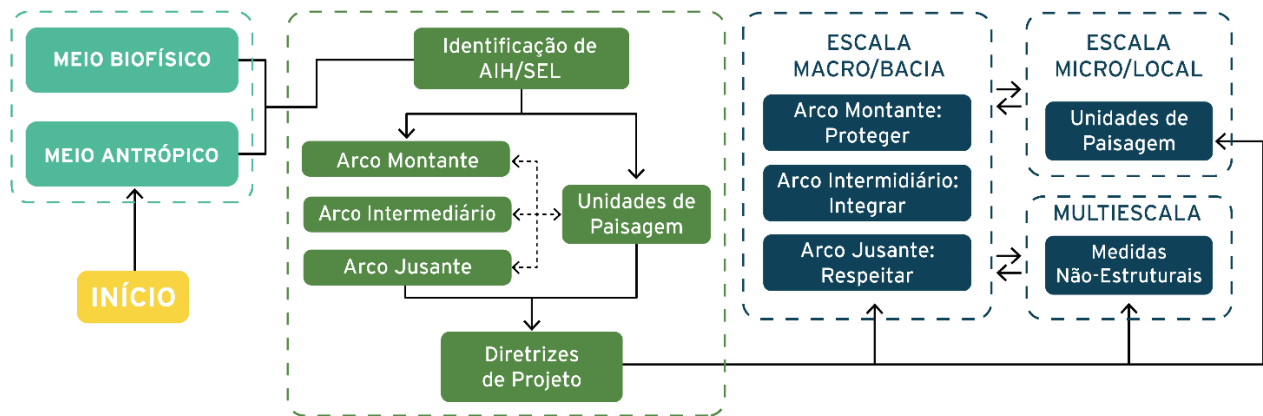 MEIO BIOFÍSICO
MEIO ANTRÓPICO
INÍCIO
Identificação de
AIH/SEL
Arco Montante
Arco Intermediário
Arco Jusante
Unidades de
Paisagem
Diretrizes
de Projeto
ESCALA
MACRO/BACIA
Arco Montante:
Proteger
Arco Intermidiário:
Integrar
Arco Jusante:
Respeitar
ESCALA
MICRO/LOCAL
Unidades de
Paisagem
MULTIESCALA
Medidas
Não-Estruturais